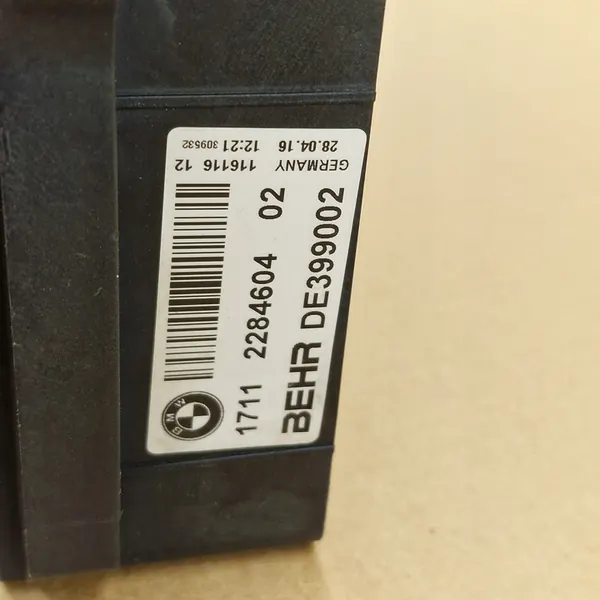 BMW
1711 2284604 02
BEHR DE399002
GERMANY 116116 12
28.04.16 12:21 309532